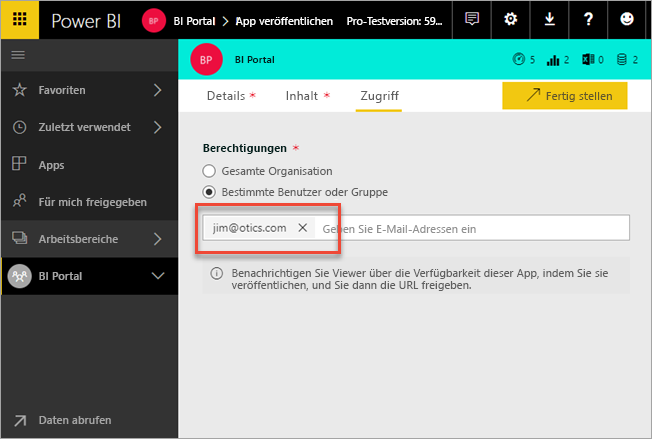 Power BI
BP
BI Portal > App veröffentlichen
Pro-Testversion: 59...
?
BP
BI Portal
5
2
0
2
Favoriten
Zuletzt verwendet
Apps
Für mich freigegeben
Arbeitsbereiche
BI Portal
Daten abrufen
Details *
Inhalt *
Zugriff
Fertig stellen
Berechtigungen *
Gesamte Organisation
Bestimmte Benutzer oder Gruppe
jim@otics.com
Geben Sie E-Mail-Adressen ein
Benachrichtigen Sie Viewer über die Verfügbarkeit dieser App, indem Sie sie
veröffentlichen, und Sie dann die URL freigeben.